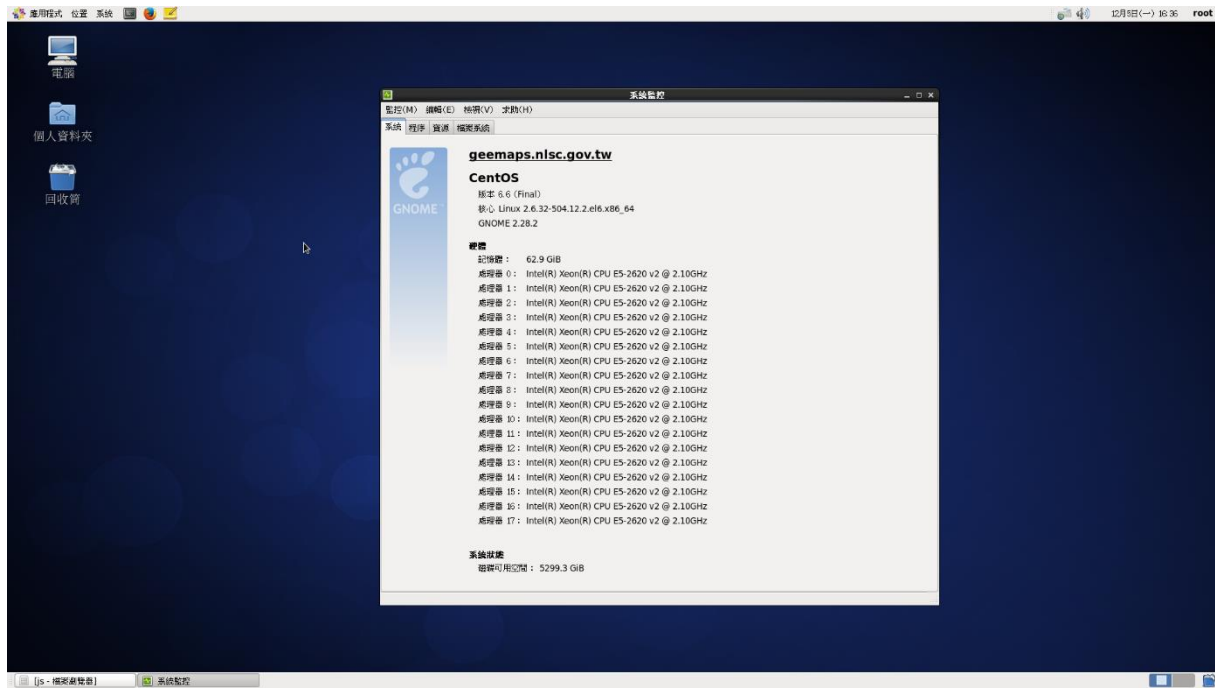 應用程式 位置 系統
12月5日(一) 16:36 root
電腦
個人資料夾
回收筒
系統監控
監控(M) 編輯(E) 檢視(V) 求助(H)
系統 程序 資源 檔案系統
GNOME
geemaps.nlsc.gov.tw
CentOS
版本 6.6 (Final)
核心 Linux 2.6.32-504.12.2.el6.x86_64
GNOME 2.28.2
硬體
記憶體： 62.9 GiB
處理器 0： Intel(R) Xeon(R) CPU E5-2620 v2 @ 2.10GHz
處理器 1： Intel(R) Xeon(R) CPU E5-2620 v2 @ 2.10GHz
處理器 2： Intel(R) Xeon(R) CPU E5-2620 v2 @ 2.10GHz
處理器 3： Intel(R) Xeon(R) CPU E5-2620 v2 @ 2.10GHz
處理器 4： Intel(R) Xeon(R) CPU E5-2620 v2 @ 2.10GHz
處理器 5： Intel(R) Xeon(R) CPU E5-2620 v2 @ 2.10GHz
處理器 6： Intel(R) Xeon(R) CPU E5-2620 v2 @ 2.10GHz
處理器 7： Intel(R) Xeon(R) CPU E5-2620 v2 @ 2.10GHz
處理器 8： Intel(R) Xeon(R) CPU E5-2620 v2 @ 2.10GHz
處理器 9： Intel(R) Xeon(R) CPU E5-2620 v2 @ 2.10GHz
處理器 10： Intel(R) Xeon(R) CPU E5-2620 v2 @ 2.10GHz
處理器 11： Intel(R) Xeon(R) CPU E5-2620 v2 @ 2.10GHz
處理器 12： Intel(R) Xeon(R) CPU E5-2620 v2 @ 2.10GHz
處理器 13： Intel(R) Xeon(R) CPU E5-2620 v2 @ 2.10GHz
處理器 14： Intel(R) Xeon(R) CPU E5-2620 v2 @ 2.10GHz
處理器 15： Intel(R) Xeon(R) CPU E5-2620 v2 @ 2.10GHz
處理器 16： Intel(R) Xeon(R) CPU E5-2620 v2 @ 2.10GHz
處理器 17： Intel(R) Xeon(R) CPU E5-2620 v2 @ 2.10GHz
系統狀態
磁碟可用空間： 5299.3 GiB
[js - 檔案瀏覽器] 系統監控